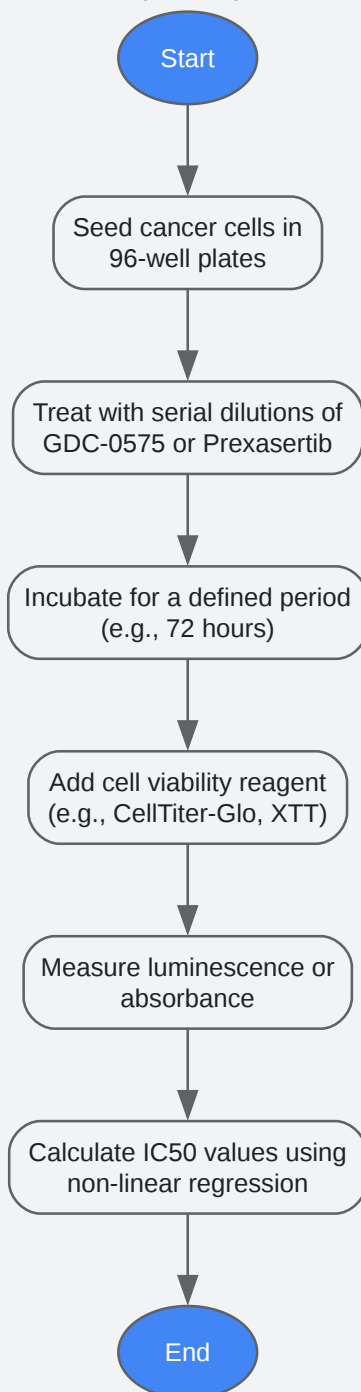 Start
Seed cancer cells in
96-well plates
Treat with serial dilutions of
GDC-0575 or Prexasertib
Incubate for a defined period
(e.g., 72 hours)
Add cell viability reagent
(e.g., CellTiter-Glo, XTT)
Measure luminescence or
absorbance
Calculate IC50 values using
non-linear regression
End